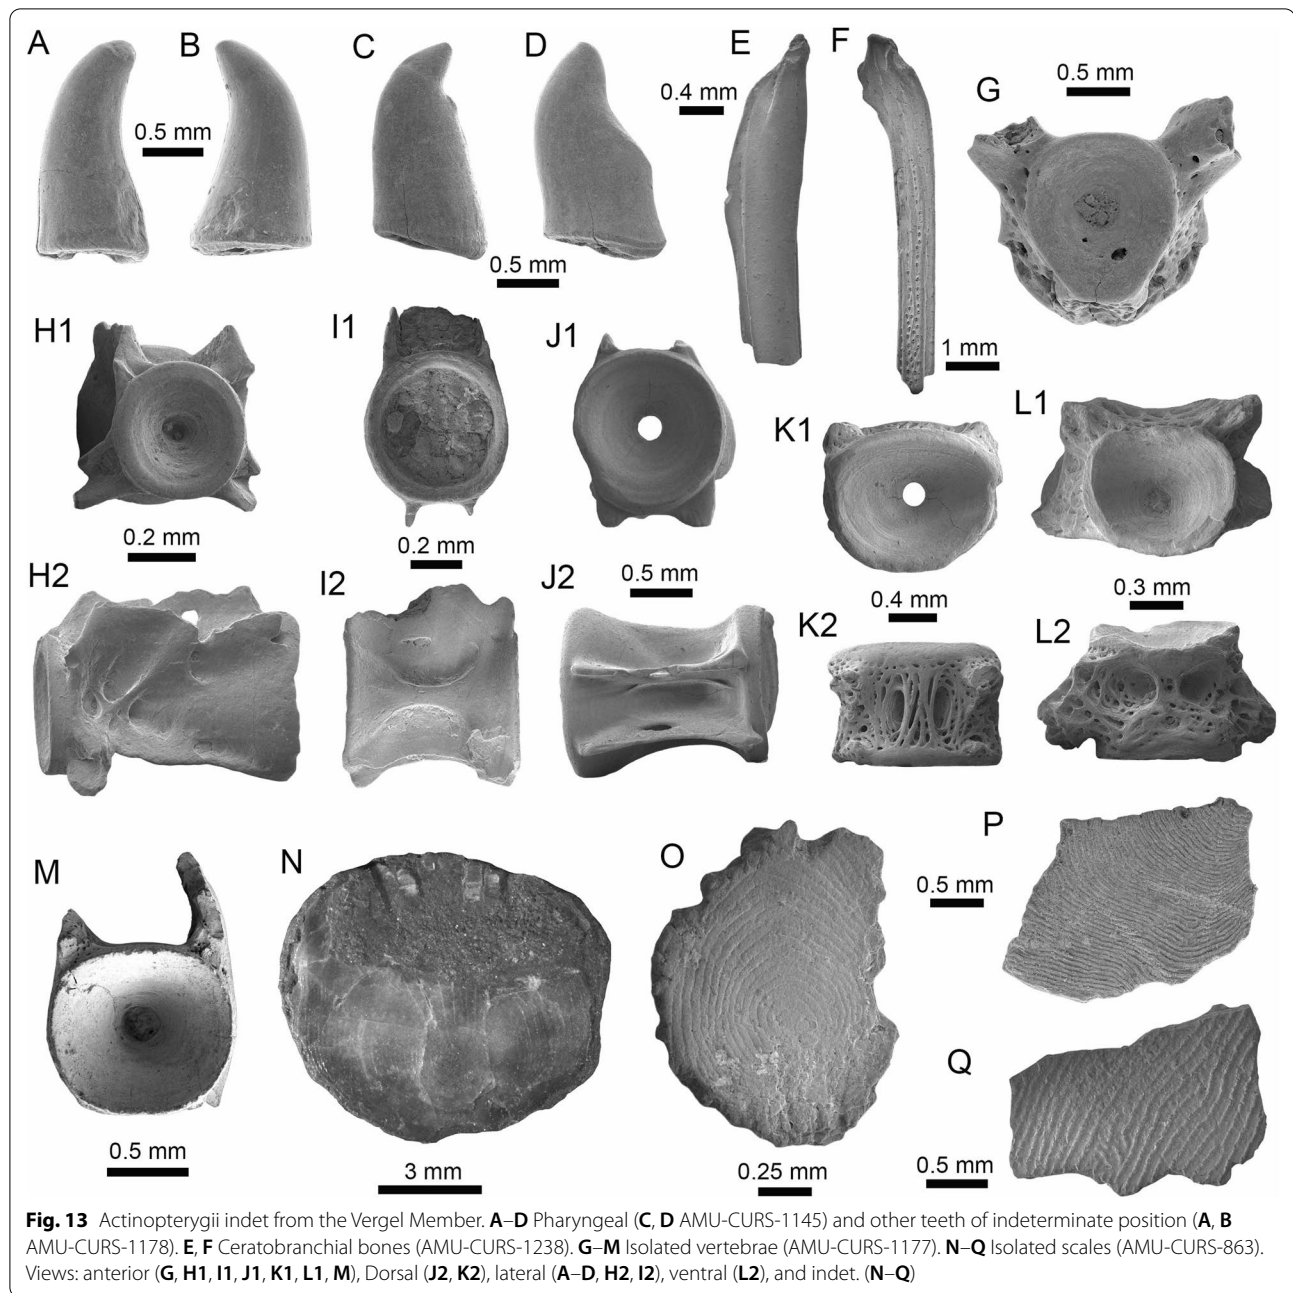 A B C D E F
0.4 mm
G
0.5 mm
0.5 mm
0.5 mm
H1 I1 J1
1 mm
K1 L1
0.2 mm
0.2 mm
H2 I2 J2
0.5 mm
0.4 mm
0.3 mm
K2 L2
M N O P
0.5 mm
Q
0.5 mm
3 mm
0.25 mm
0.5 mm
Fig. 13 Actinopterygii indet from the Vergel Member. A–D Pharyngeal (C, D AMU-CURS-1145) and other teeth of indeterminate position (A, B
AMU-CURS-1178). E, F Ceratobranchial bones (AMU-CURS-1238). G–M Isolated vertebrae (AMU-CURS-1177). N–Q Isolated scales (AMU-CURS-863).
Views: anterior (G, H1, I1, J1, K1, L1, M), Dorsal (J2, K2), lateral (A–D, H2, I2), ventral (L2), and indet. (N–Q)